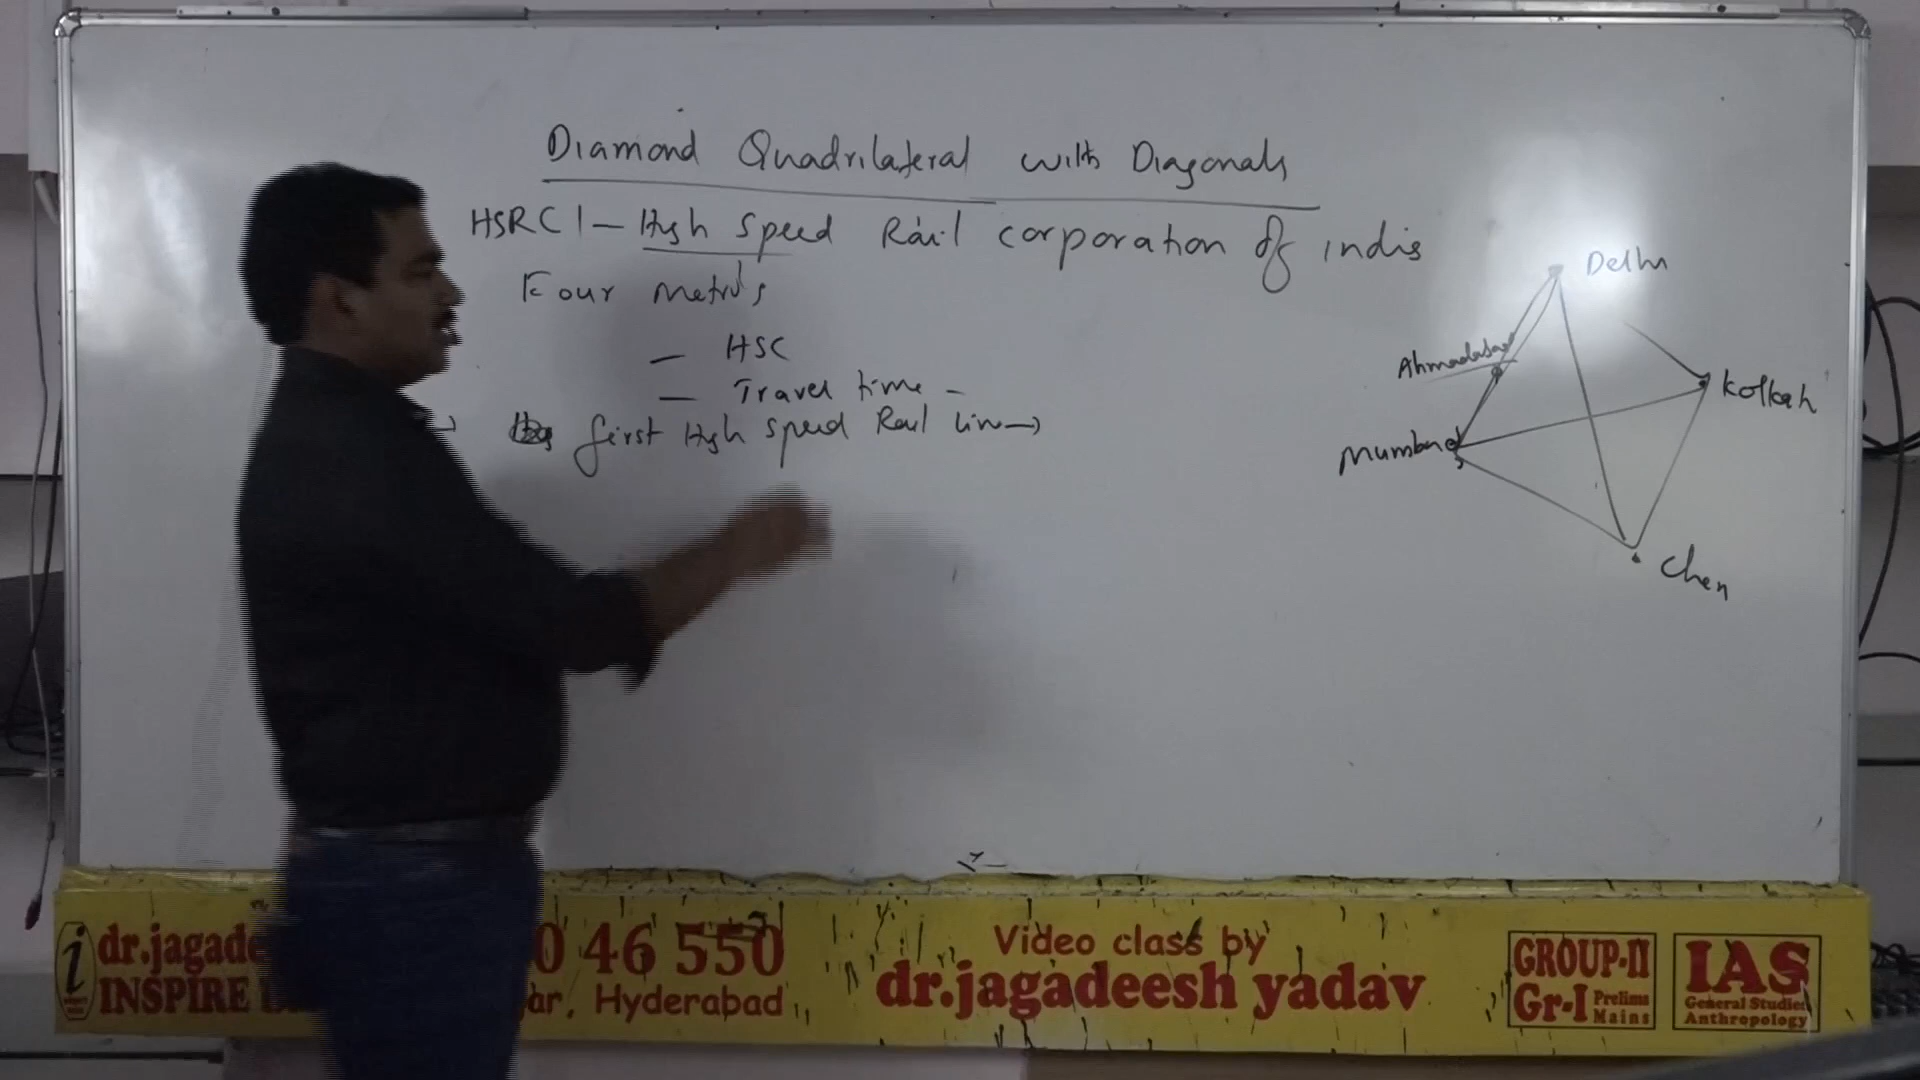 Diamond Quadrilateral with Diagonals
HSRCI - High Speed Rail corporation of india
Four Metro's
- HSC
- Travel time -
first High Speed Rail Line →
Delhi
Ahmadabad
Kolkah
Mumbai
Chen
dr.jagade
INSPIRE
0 46 550
ar, Hyderabad
Video class by
dr.jagadeesh yadav
GROUP-II
Gr-I Prelims
Mains
IAS
General Studies
Anthropology